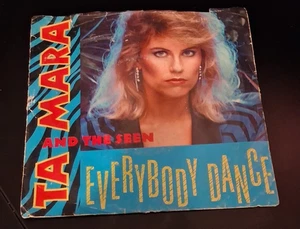 TA MARA
AND THE SEEN
EVERYBODY DANCE